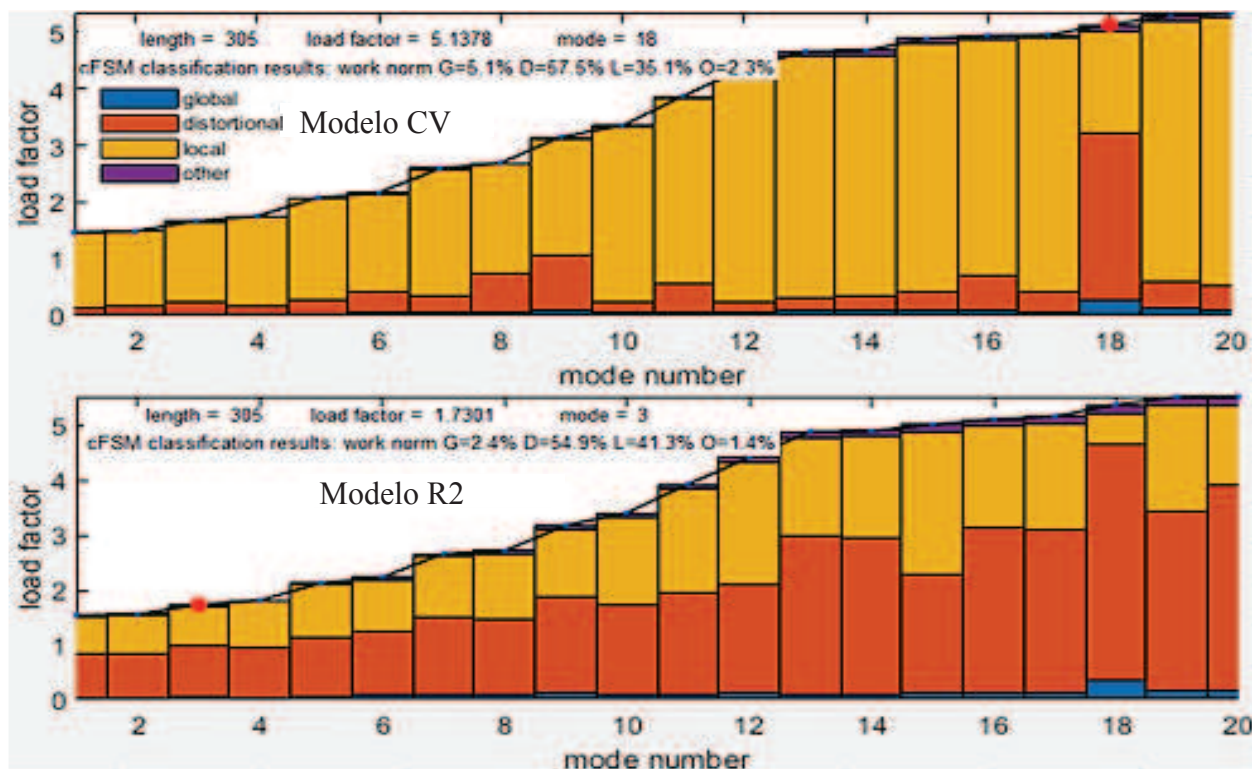 5
length = 305 load factor = 5.1378 mode = 18
cFSM classification results: work norm G=5.1% D=57.5% L=35.1% O=2.3%
4
global
distortional
Modelo CV
local
other
3
2
1
0
load factor
2 4 6 8 10 12 14 16 18 20
mode number
5
length = 305 load factor = 1.7301 mode = 3
cFSM classification results: work norm G=2.4% D=54.9% L=41.3% O=1.4%
Modelo R2
4
3
2
1
0
load factor
2 4 6 8 10 12 14 16 18 20
mode number